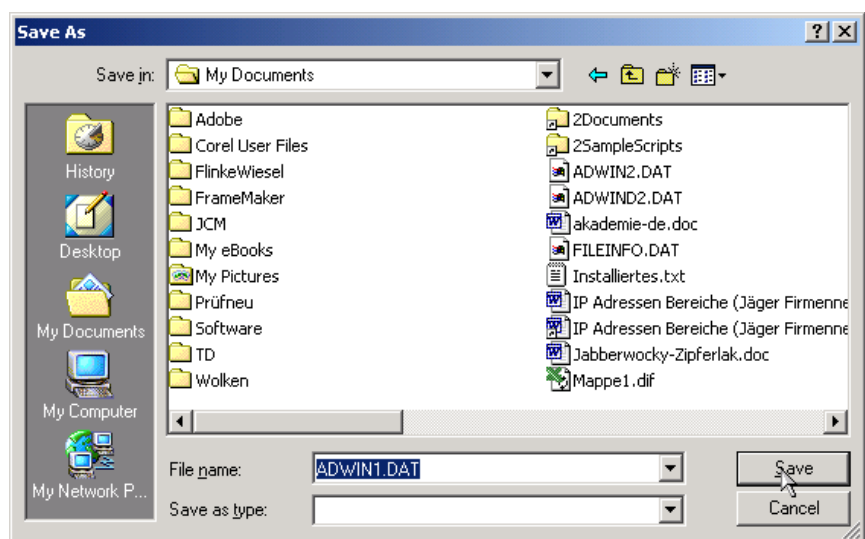 Save As
Save in: My Documents
History
Desktop
My Documents
My Computer
My Network P...
Adobe
Corel User Files
FlinkeWiesel
FrameMaker
JCM
My eBooks
My Pictures
Prüfneu
Software
TD
Wolken
2Documents
2SampleScripts
ADWIN2.DAT
ADWIND2.DAT
akademie-de.doc
FILEINFO.DAT
Installiertes.txt
IP Adressen Bereiche (Jäger Firmenne
IP Adressen Bereiche (Jäger Firmenne
Jabberwocky-Zipferlak.doc
Mappe1.dif
File name: ADWIN1.DAT
Save
Save as type:
Cancel